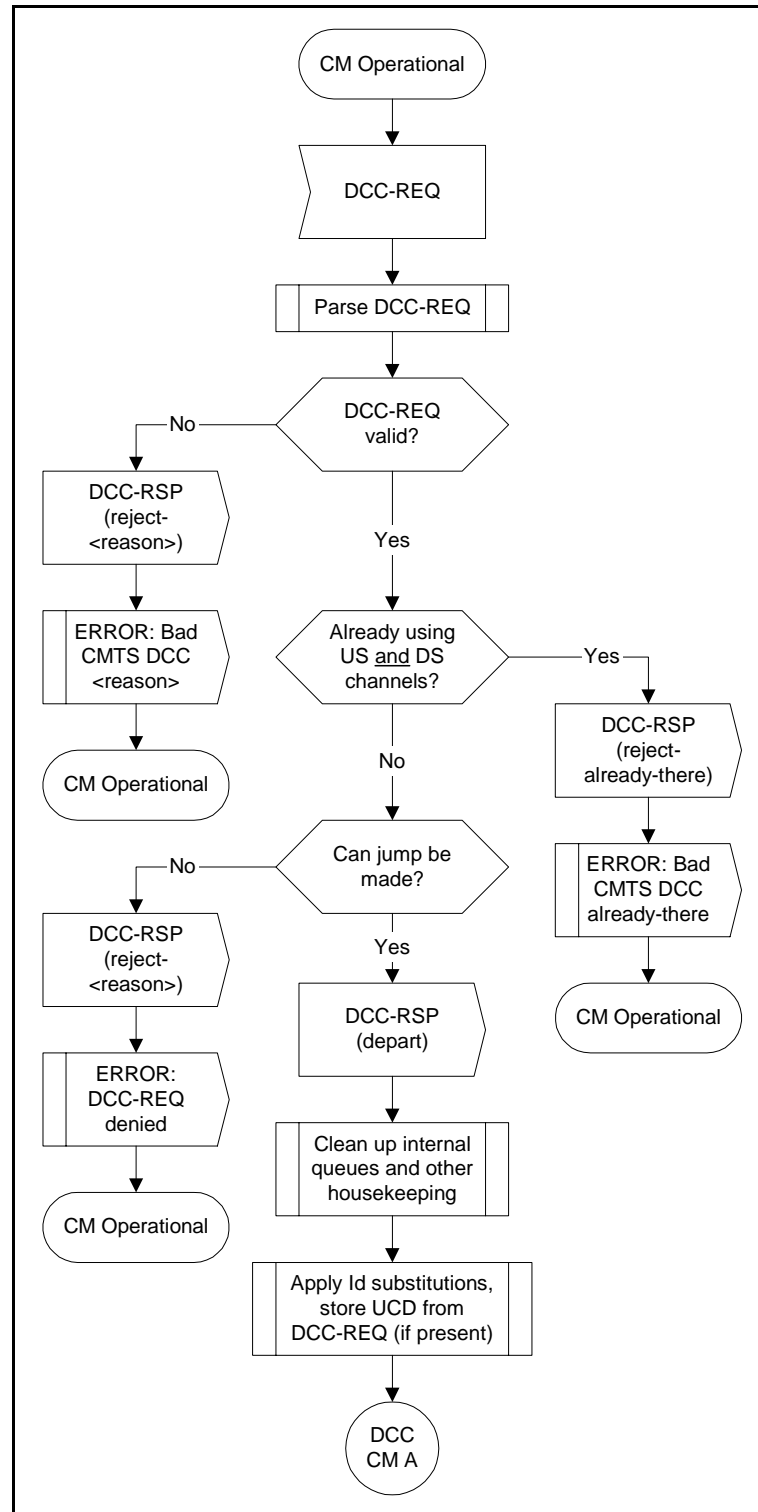 CM Operational
DCC-REQ
Parse DCC-REQ
DCC-REQ
valid?
No
DCC-RSP
(reject-
<reason>)
ERROR: Bad
CMTS DCC
<reason>
CM Operational
Yes
Already using
US and DS
channels?
Yes
DCC-RSP
(reject-
already-there)
ERROR: Bad
CMTS DCC
already-there
CM Operational
No
Can jump be
made?
No
DCC-RSP
(reject-
<reason>)
ERROR:
DCC-REQ
denied
CM Operational
Yes
DCC-RSP
(depart)
Clean up internal
queues and other
housekeeping
Apply Id substitutions,
store UCD from
DCC-REQ (if present)
DCC
CM A